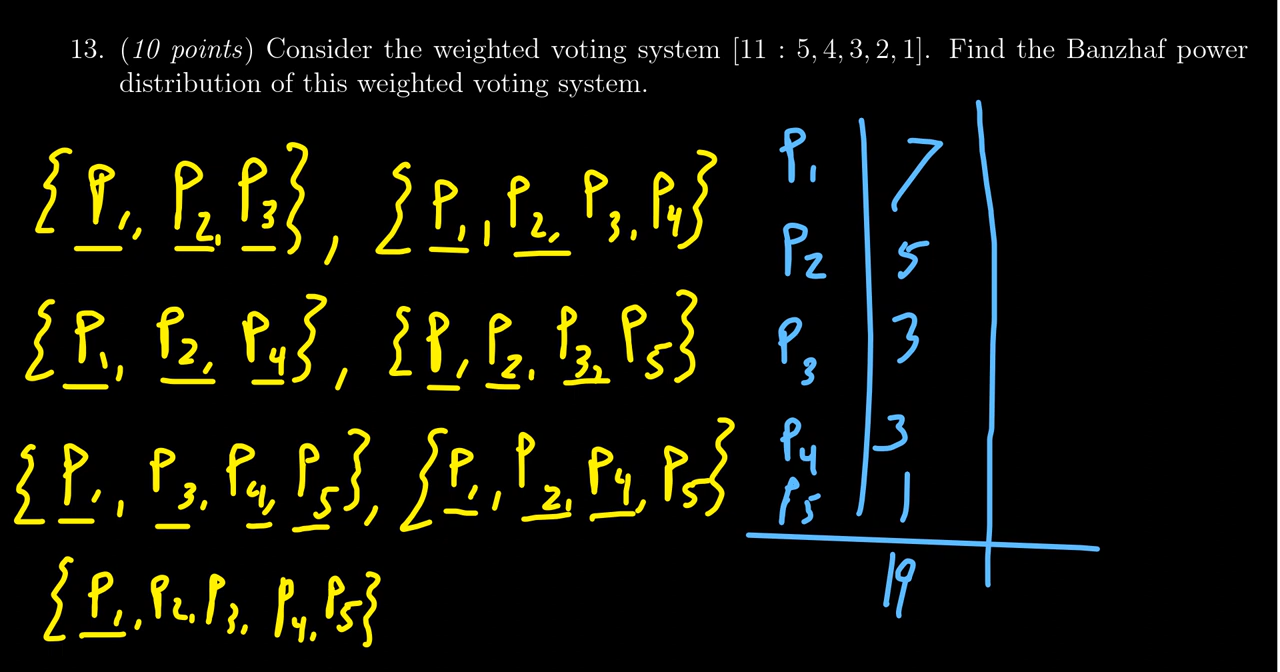 13. (10 points) Consider the weighted voting system [11 : 5, 4, 3, 2, 1]. Find the Banzhaf power
distribution of this weighted voting system.
{P1, P2, P3}, {P1, P2, P3, P4}
{P1, P2, P4}, {P1, P2, P3, P5}
{P1, P3, P4, P5}, {P1, P2, P4, P5}
{P1, P2, P3, P4, P5}
P1 7
P2 5
P3 3
P4 3
P5 1
19